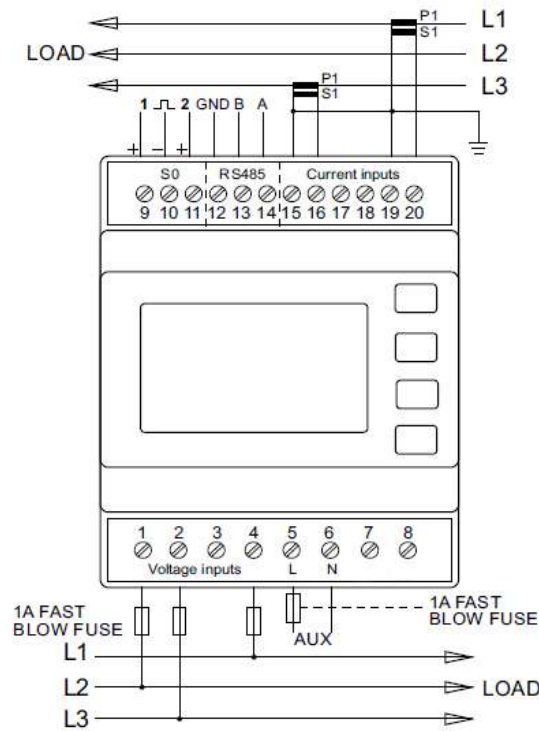 P1
L1
S1
LOAD
L2
P1
L3
S1
1 2 GND B A
+ − +
S0 RS485 Current inputs
9 10 11 12 13 14 15 16 17 18 19 20
1 2 3 4 5 6 7 8
Voltage inputs L N
1A FAST
BLOW FUSE
1A FAST
BLOW FUSE
AUX
L1
L2
LOAD
L3